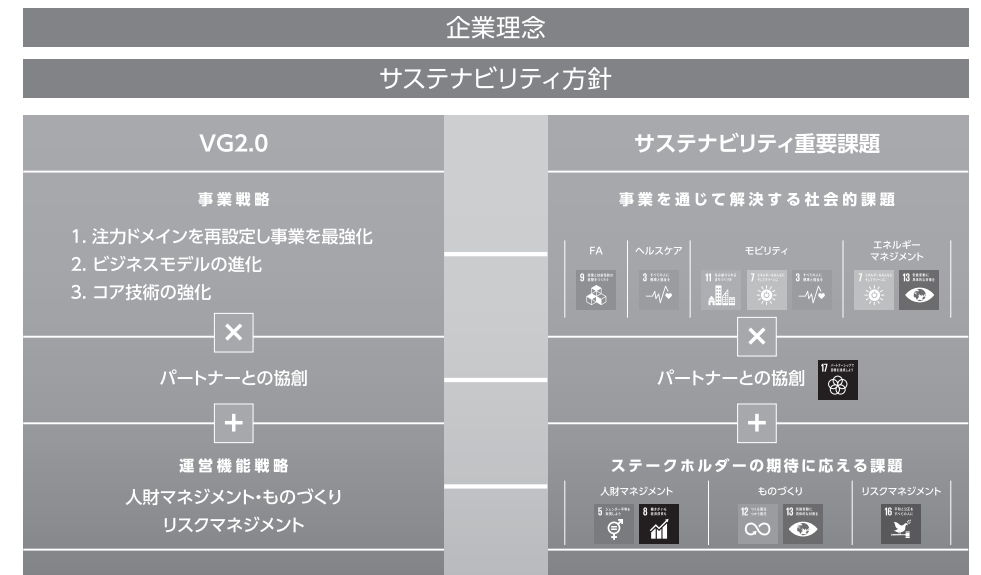 企業理念
サステナビリティ方針
VG2.0
事業戦略
1. 注力ドメインを再設定し事業を最強化
2. ビジネスモデルの進化
3. コア技術の強化
×
パートナーとの協創
+
運営機能戦略
人財マネジメント・ものづくり
リスクマネジメント
サステナビリティ重要課題
事業を通じて解決する社会的課題
FA
ヘルスケア
モビリティ
エネルギー
マネジメント
9
3
11
7
3
7
13
×
パートナーとの協創
17
+
ステークホルダーの期待に応える課題
人財マネジメント
ものづくり
リスクマネジメント
5
8
12
13
16